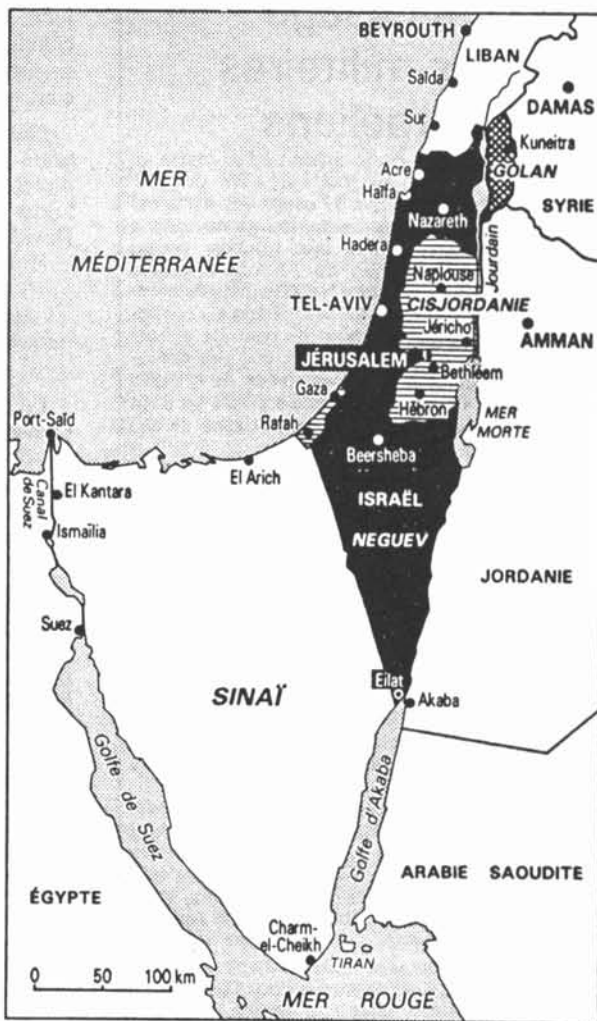 BEYROUTH
LIBAN
Saïda
DAMAS
Sur
Kuneitra
Acre
GOLAN
MER
Haïfa
SYRIE
Nazareth
Jourdain
Hadera
MÉDITERRANÉE
Naplouse
TEL-AVIV
CISJORDANIE
Jéricho
AMMAN
JÉRUSALEM
Bethléem
Gaza
Hébron
MER
MORTE
Port-Saïd
Rafah
Beersheba
El Arich
Canal
de Suez
El Kantara
ISRAËL
Ismaïlia
NEGUEV
JORDANIE
Suez
Eilat
SINAÏ
Akaba
Golfe
de
Suez
Golfe d'Akaba
ARABIE SAOUDITE
ÉGYPTE
Charm-
el-Cheikh
TIRAN
0 50 100 km
MER ROUGE